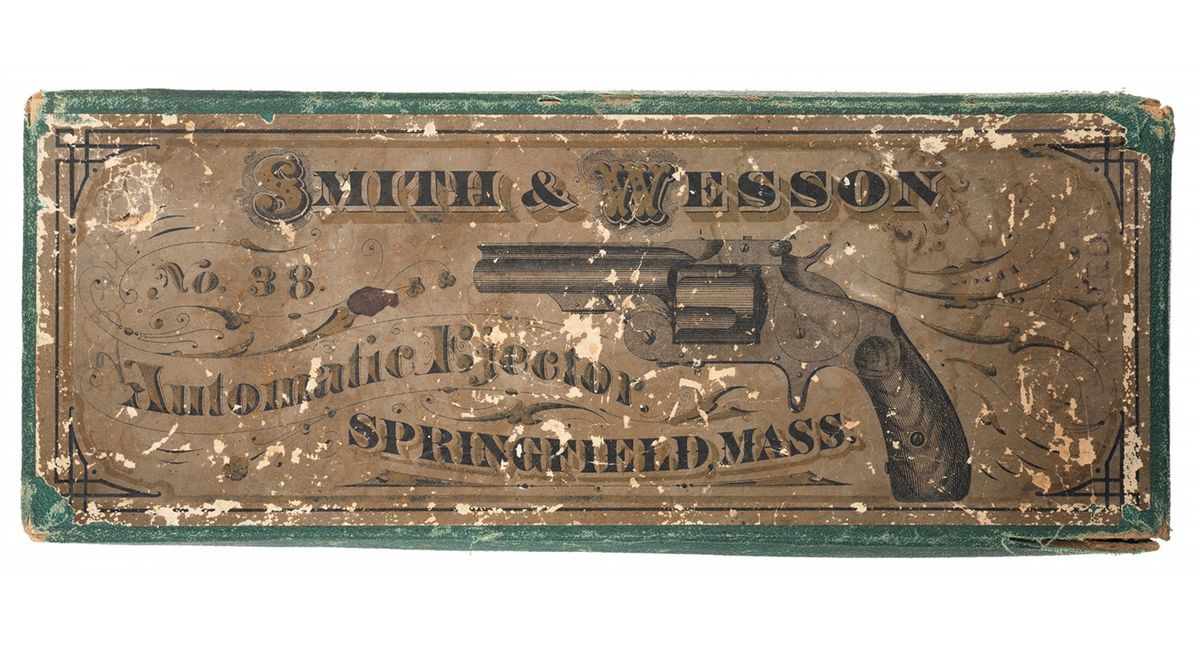 SMITH & WESSON
No. 38.
Automatic Ejector
SPRINGFIELD, MASS.